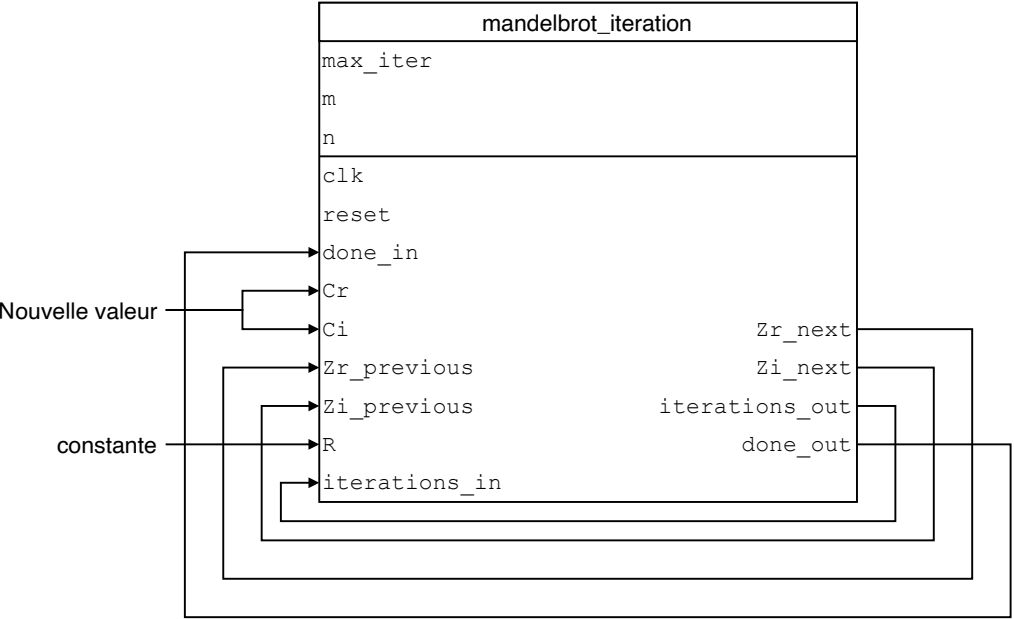 mandelbrot_iteration
max_iter
m
n
clk
reset
done_in
Nouvelle valeur
Cr
Ci
Zr_next
Zr_previous
Zi_next
Zi_previous
iterations_out
constante
R
done_out
iterations_in